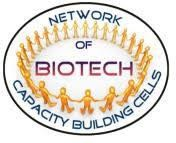 NETWORK
OF
BIOTECH
CAPACITY BUILDING CELLS